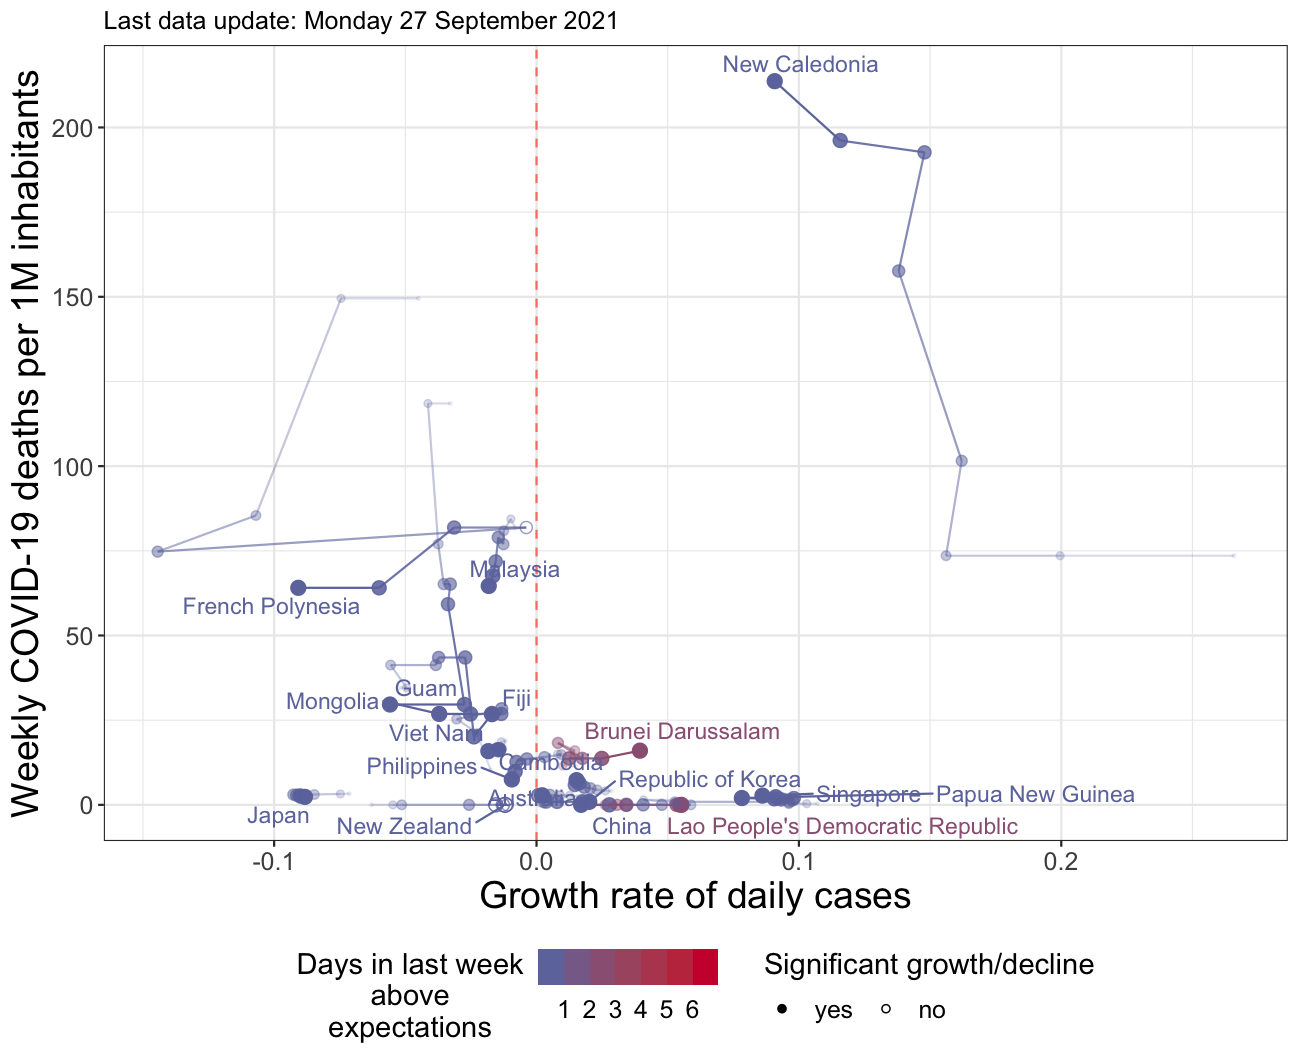 Last data update: Monday 27 September 2021
Weekly COVID-19 deaths per 1M inhabitants
200
150
100
50
0
New Caledonia
Malaysia
French Polynesia
Guam
Mongolia
Fiji
Viet Nam
Brunei Darussalam
Cambodia
Philippines
Republic of Korea
Australia
Singapore
Papua New Guinea
Japan
New Zealand
China
Lao People's Democratic Republic
-0.1
0.0
0.1
0.2
Growth rate of daily cases
Days in last week
above
expectations
1 2 3 4 5 6
Significant growth/decline
yes
no